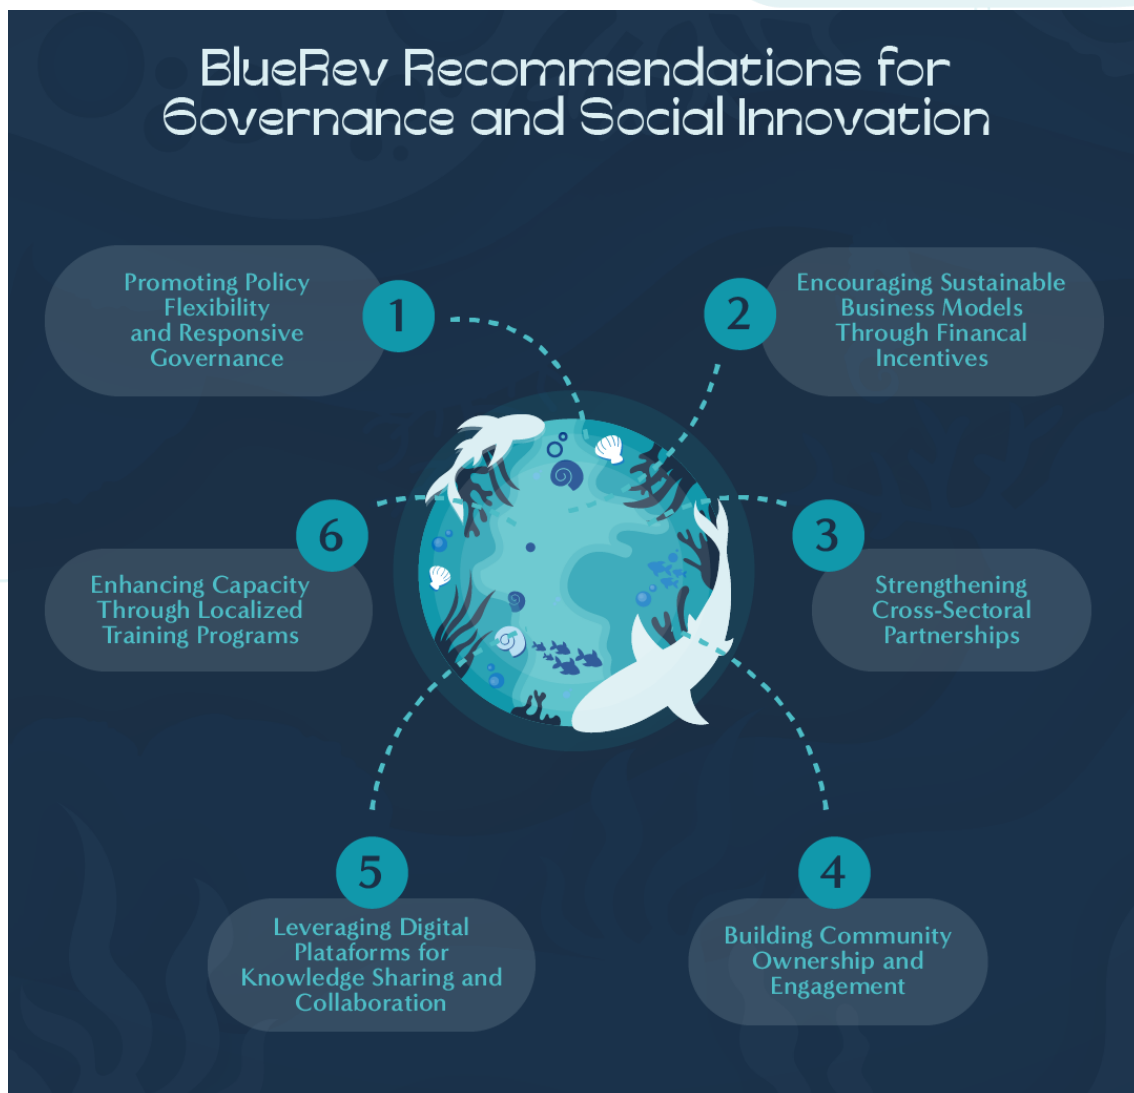 BlueRev Recommendations for
Governance and Social Innovation
1
Promoting Policy
Flexibility
and Responsive
Governance
2
Encouraging Sustainable
Business Models
Through Financal
Incentives
3
Strengthening
Cross-Sectoral
Partnerships
4
Building Community
Ownership and
Engagement
5
Leveraging Digital
Plataforms for
Knowledge Sharing and
Collaboration
6
Enhancing Capacity
Through Localized
Training Programs